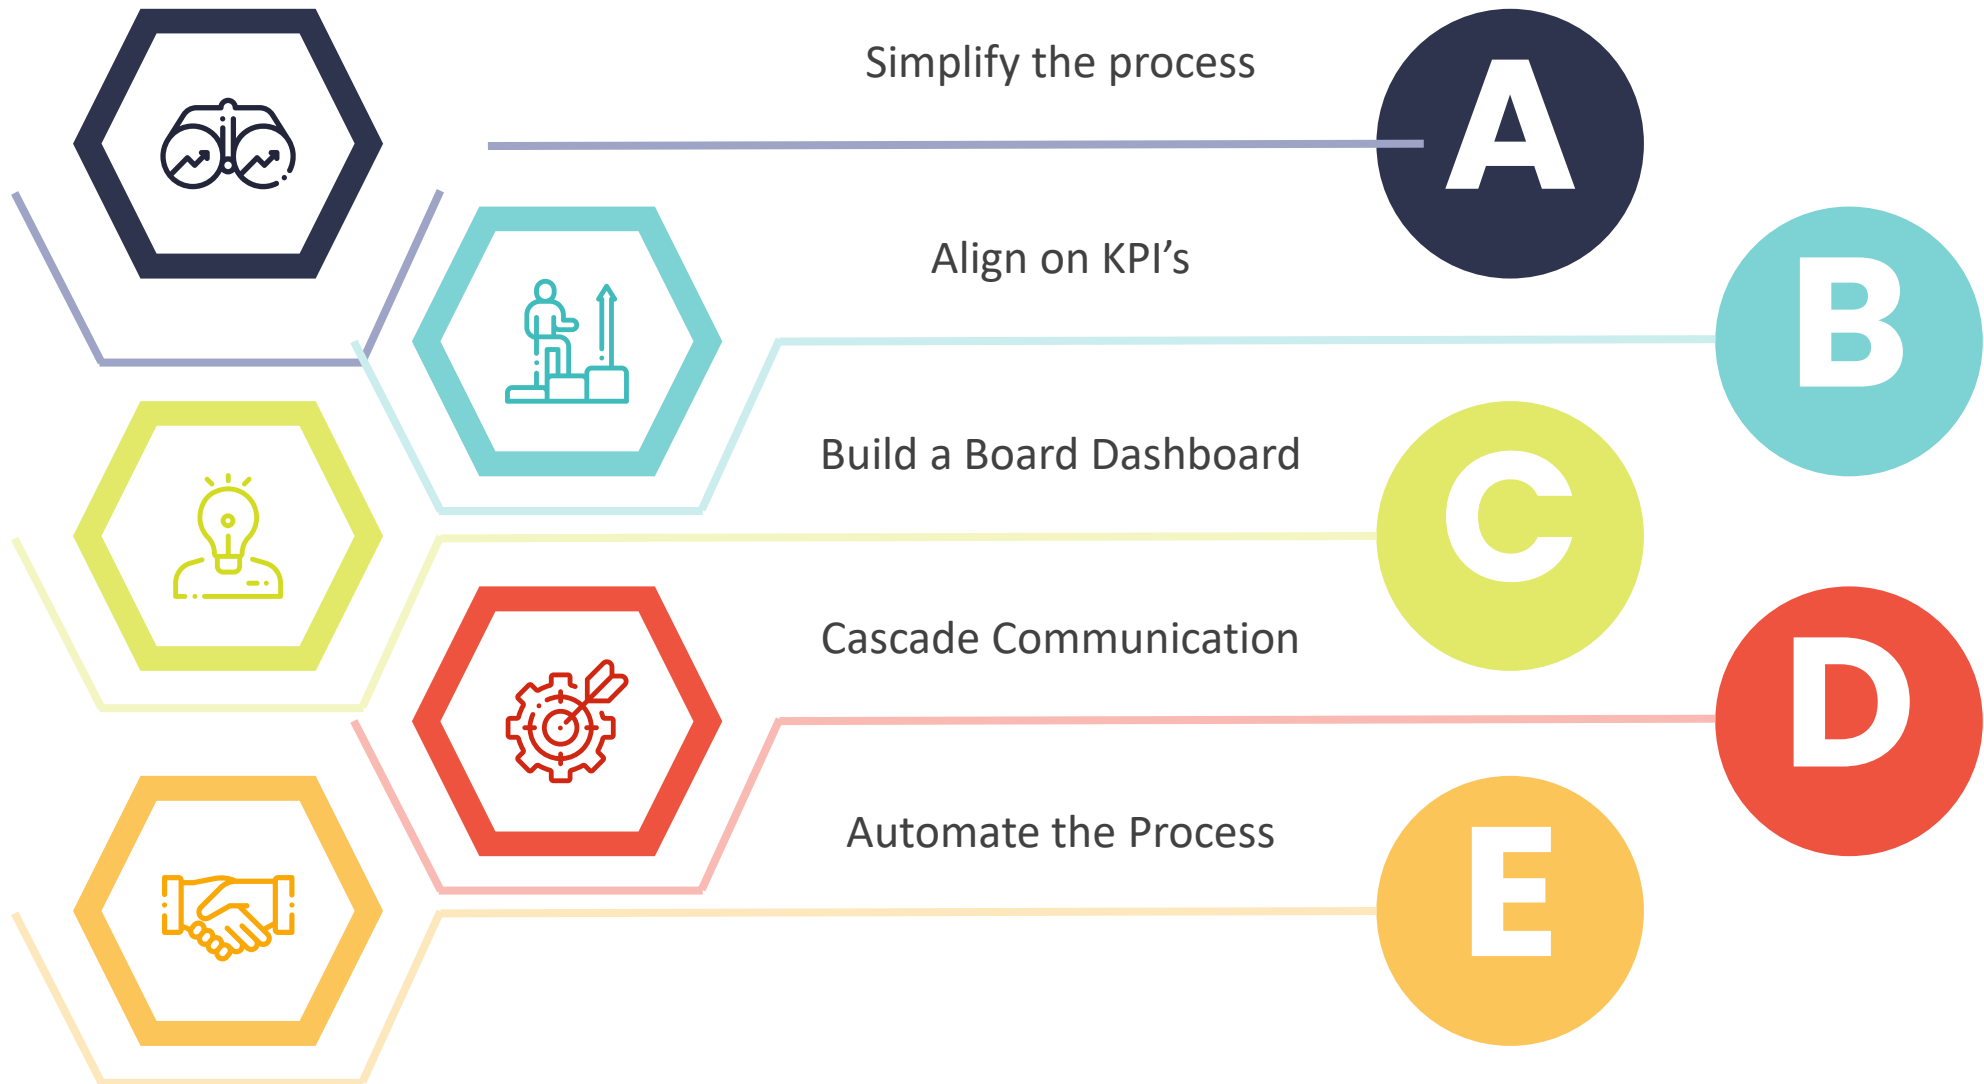 Simplify the process
A
Align on KPI’s
B
Build a Board Dashboard
C
Cascade Communication
D
Automate the Process
E